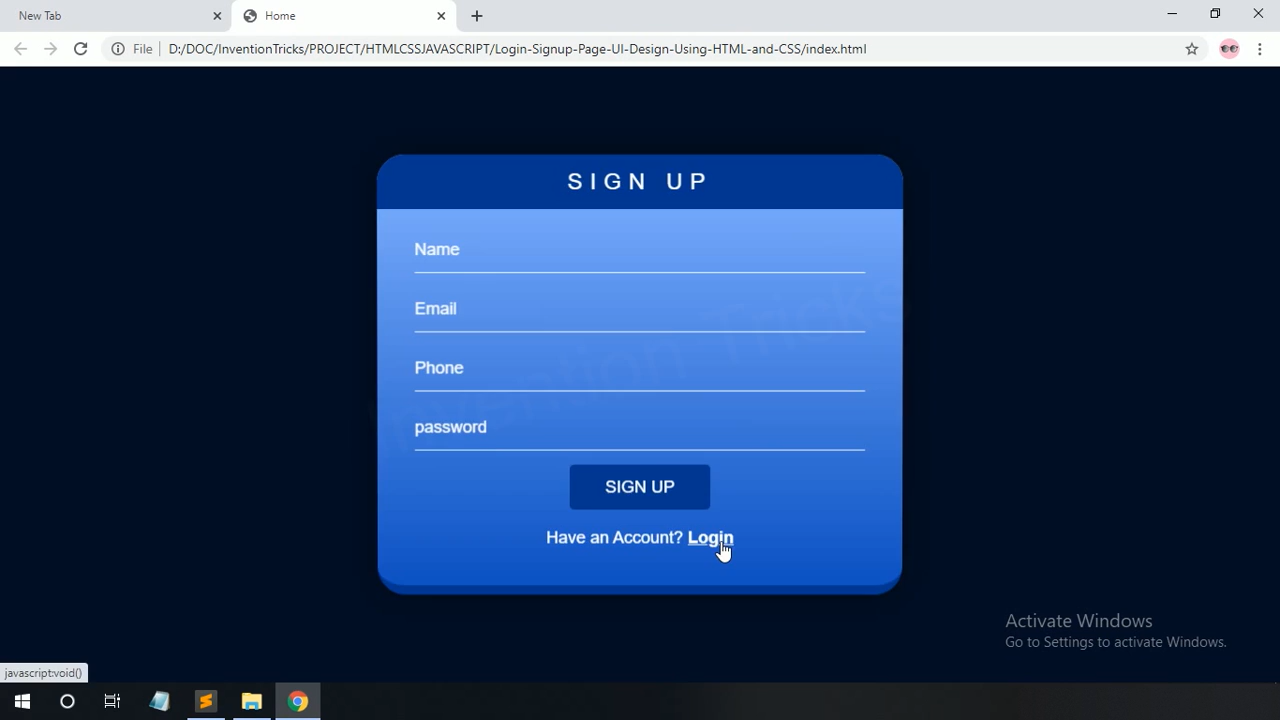 New Tab
Home
File
D:/DOC/InventionTricks/PROJECT/HTMLCSSJAVASCRIPT/Login-Signup-Page-UI-Design-Using-HTML-and-CSS/index.html
SIGN UP
Name
Email
Invention-Tricks
Phone
password
SIGN UP
Have an Account? Login
Activate Windows
Go to Settings to activate Windows.
javascript:void()